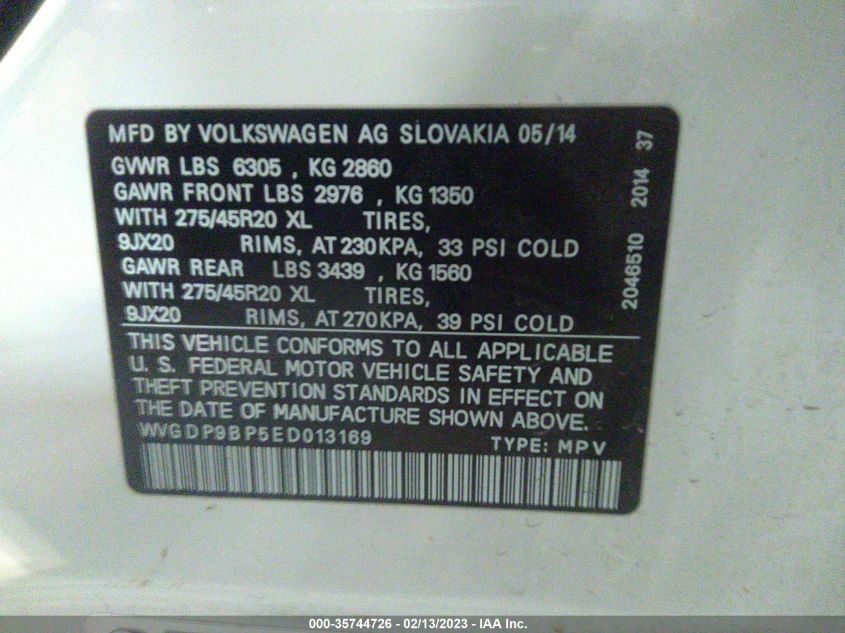 MFD BY VOLKSWAGEN AG SLOVAKIA 05/14
GVWR LBS 6305 , KG 2860
GAWR FRONT LBS 2976 , KG 1350
WITH 275/45R20 XL TIRES,
9JX20 RIMS, AT 230KPA, 33 PSI COLD
GAWR REAR LBS 3439 , KG 1560
WITH 275/45R20 XL TIRES,
9JX20 RIMS, AT 270KPA, 39 PSI COLD
THIS VEHICLE CONFORMS TO ALL APPLICABLE
U. S. FEDERAL MOTOR VEHICLE SAFETY AND
THEFT PREVENTION STANDARDS IN EFFECT ON
THE DATE OF MANUFACTURE SHOWN ABOVE.
WVGDP9BP5ED013169 TYPE: MPV
2046510 2014 37
000-35744726 - 02/13/2023 - IAA Inc.